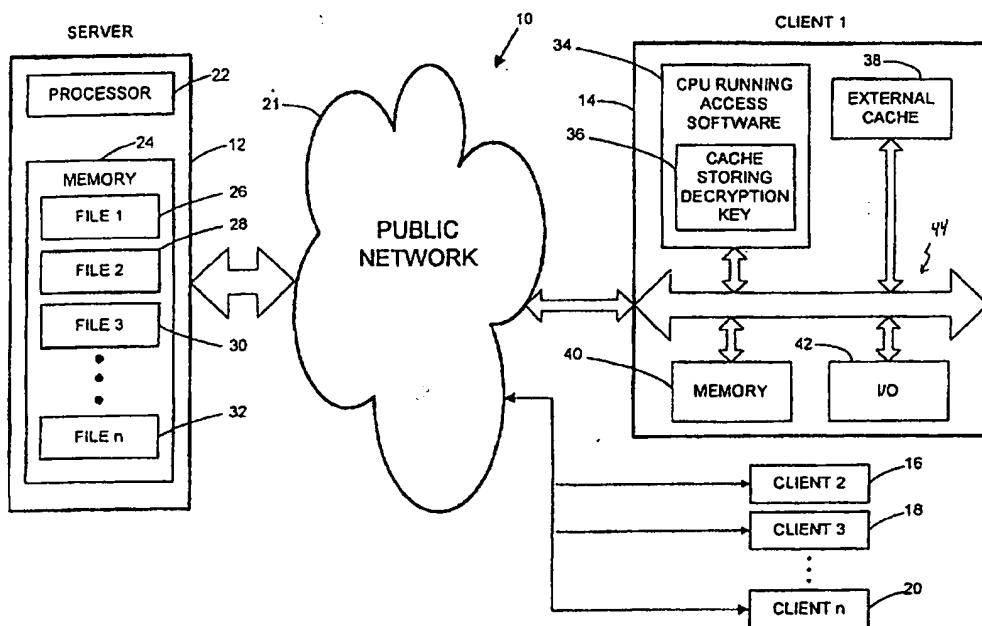 SERVER
PROCESSOR
22
24
12
MEMORY
FILE 1
26
28
FILE 2
FILE 3
30
32
FILE n
21
10
PUBLIC
NETWORK
CLIENT 1
34
14
CPU RUNNING
ACCESS
SOFTWARE
36
CACHE
STORING
DECRYPTION
KEY
38
EXTERNAL
CACHE
44
40
MEMORY
42
I/O
16
CLIENT 2
18
CLIENT 3
20
CLIENT n